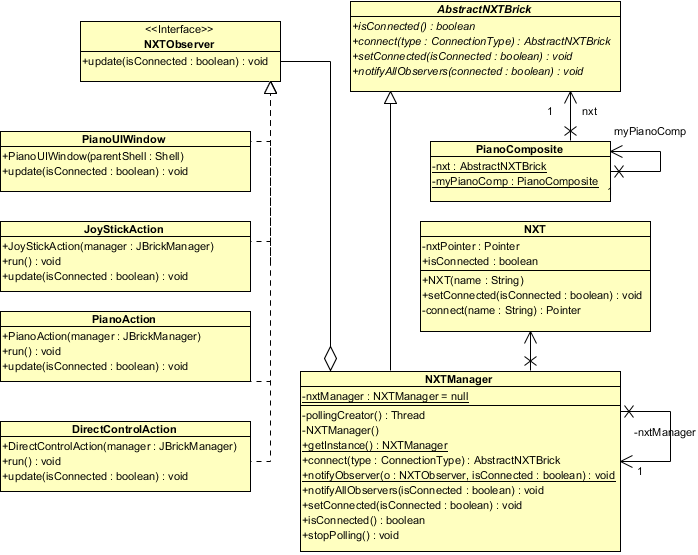 <<Interface>>
NXTObserver
+update(isConnected : boolean) : void
AbstractNXTBrick
+isConnected() : boolean
+connect(type : ConnectionType) : AbstractNXTBrick
+setConnected(isConnected : boolean) : void
+notifyAllObservers(connected : boolean) : void
1
nxt
myPianoComp
PianoComposite
-nxt : AbstractNXTBrick
-myPianoComp : PianoComposite
PianoUIWindow
+PianoUIWindow(parentShell : Shell)
+update(isConnected : boolean) : void
JoyStickAction
+JoyStickAction(manager : JBrickManager)
+run() : void
+update(isConnected : boolean) : void
NXT
-nxtPointer : Pointer
+isConnected : boolean
+NXT(name : String)
+setConnected(isConnected : boolean) : void
-connect(name : String) : Pointer
PianoAction
+PianoAction(manager : JBrickManager)
+run() : void
+update(isConnected : boolean) : void
DirectControlAction
+DirectControlAction(manager : JBrickManager)
+run() : void
+update(isConnected : boolean) : void
NXTManager
-nxtManager : NXTManager = null
-pollingCreator() : Thread
-NXTManager()
+getInstance() : NXTManager
+connect(type : ConnectionType) : AbstractNXTBrick
+notifyObserver(o : NXTObserver, isConnected : boolean) : void
+notifyAllObservers(isConnected : boolean) : void
+setConnected(isConnected : boolean) : void
+isConnected() : boolean
+stopPolling() : void
-nxtManager
1